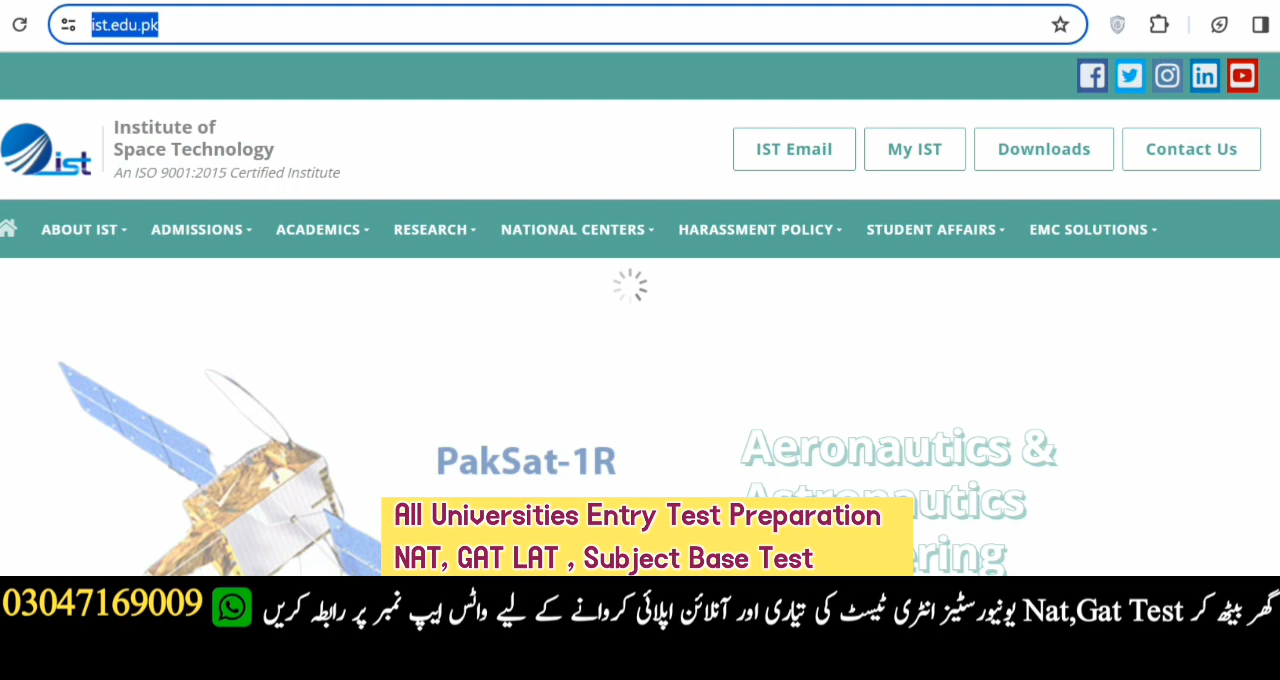 ist.edu.pk
ist
Institute of
Space Technology
An ISO 9001:2015 Certified Institute
IST Email
My IST
Downloads
Contact Us
ABOUT IST
ADMISSIONS
ACADEMICS
RESEARCH
NATIONAL CENTERS
HARASSMENT POLICY
STUDENT AFFAIRS
EMC SOLUTIONS
PakSat-1R
Aeronautics &
Astronautics
All Universities Entry Test Preparation
NAT, GAT LAT , Subject Base Test
گھر بیٹھ کر Nat,Gat Test یونیورسٹیز انٹری ٹیسٹ کی تیاری اور آنلائن اپلائی کروانے کے لیے واٹس ایپ نمبر پر رابطہ کریں 03047169009